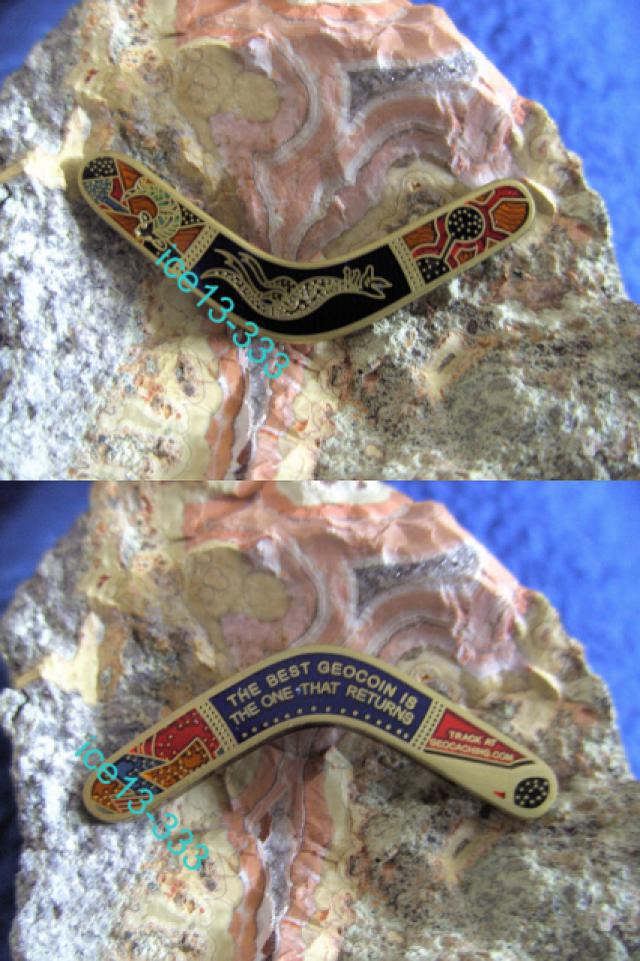 ice13-333
THE BEST GEOCOIN IS
THE ONE THAT RETURNS
TRACK AT
GEOCACHING.COM
ice13-333